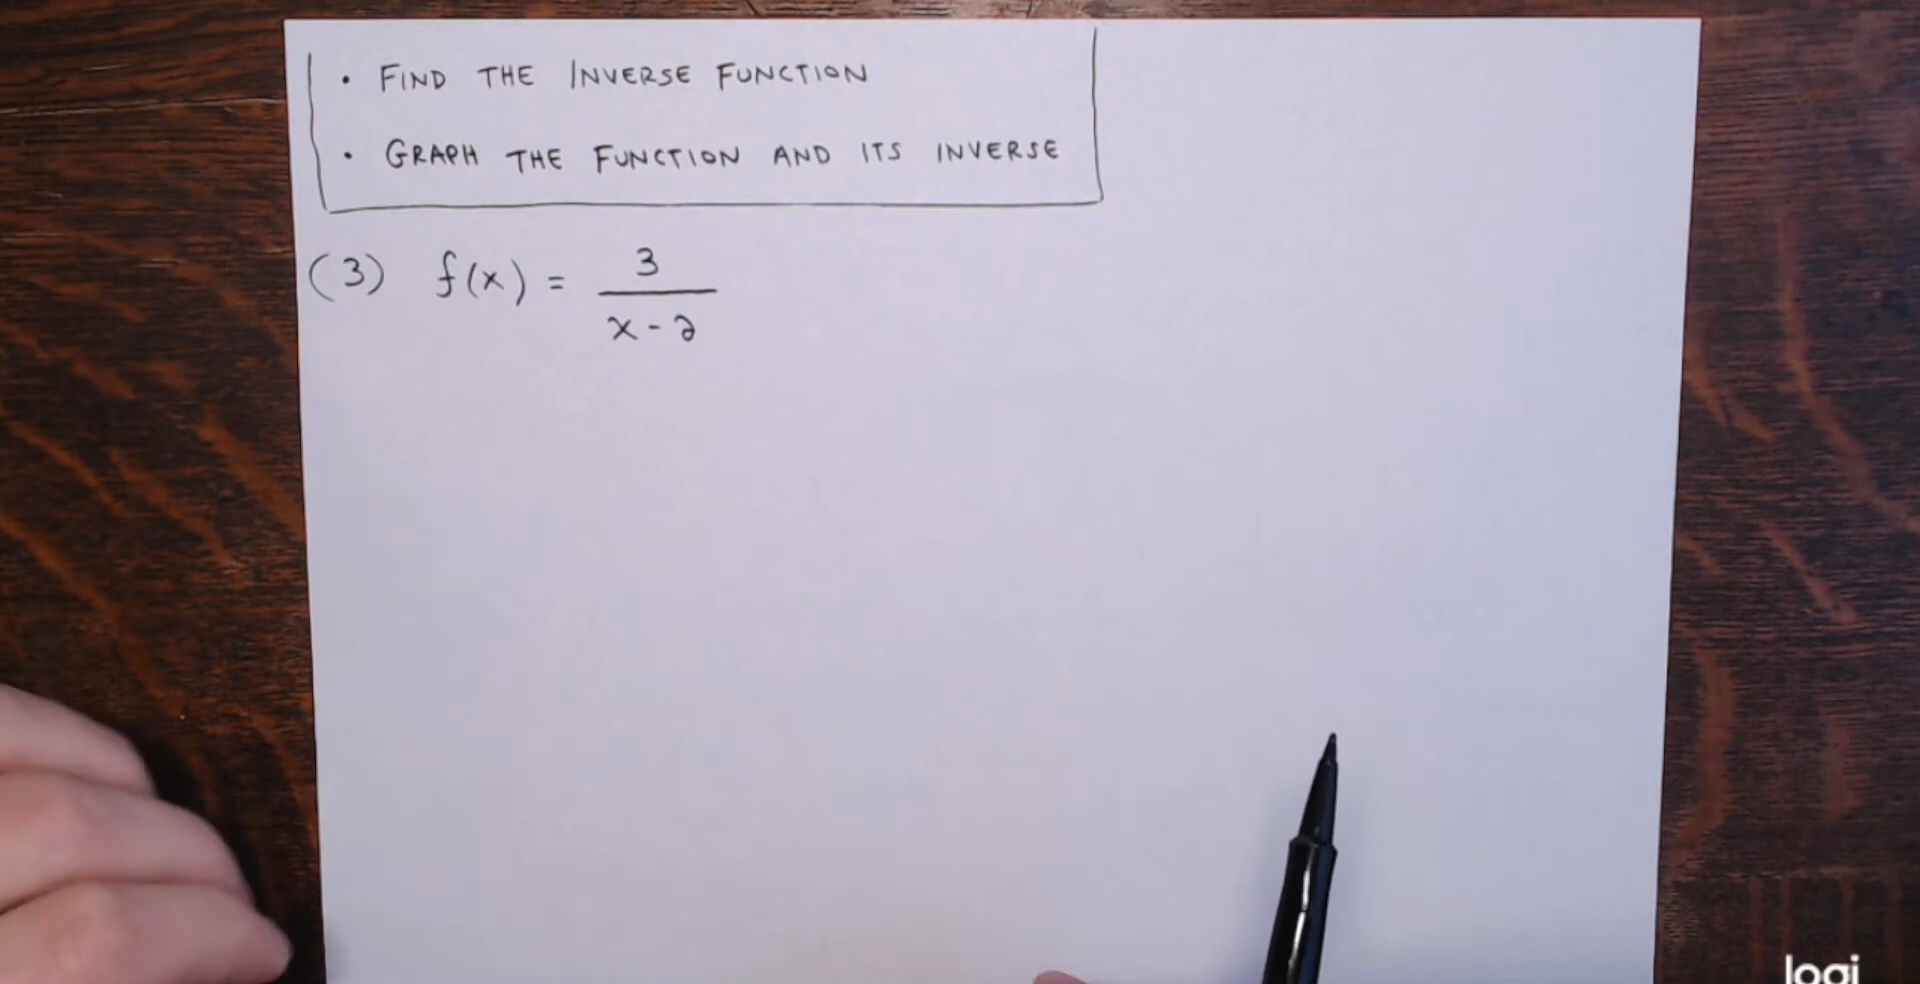 • FIND THE INVERSE FUNCTION
• GRAPH THE FUNCTION AND ITS INVERSE
(3) f(x) = 3
x - 2
logi